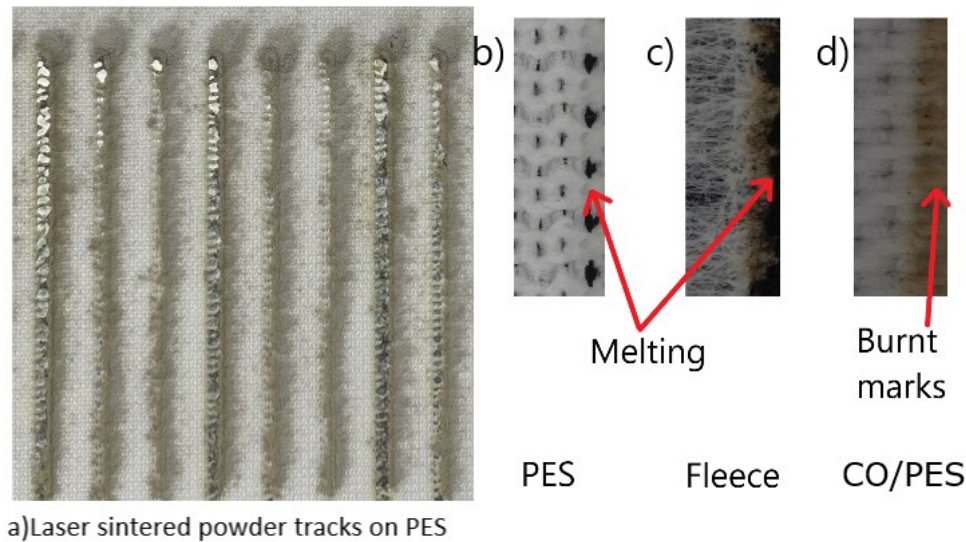 b)
c)
d)
Melting
Burnt
marks
PES
Fleece
CO/PES
a)Laser sintered powder tracks on PES